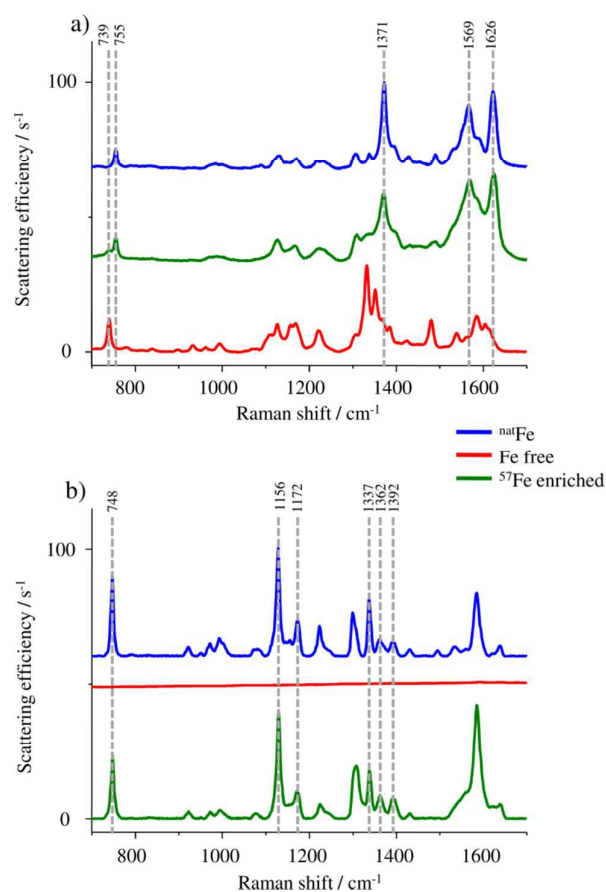 a)
739
755
1371
1569
1626
100
0
Scattering efficiency / s⁻¹
800
1000
1200
1400
1600
Raman shift / cm⁻¹
ⁿᵃᵗFe
Fe free
⁵⁷Fe enriched
b)
748
1156
1172
1337
1362
1392
100
0
Scattering efficiency / s⁻¹
800
1000
1200
1400
1600
Raman shift / cm⁻¹